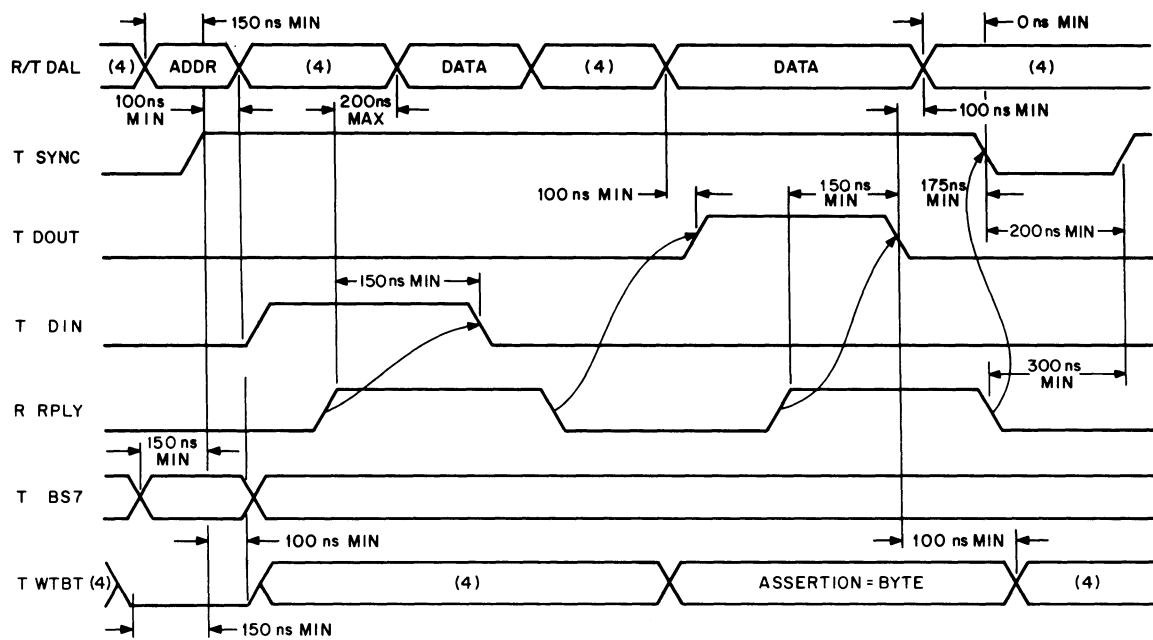 150 ns MIN
0 ns MIN
R/T DAL (4) ADDR (4) DATA (4) DATA (4)
100ns MIN
200ns MAX
100 ns MIN
T SYNC
100 ns MIN
150 ns MIN
175ns MIN
200 ns MIN
T DOUT
150 ns MIN
T DIN
300 ns MIN
R RPLY
150 ns MIN
T BS7
100 ns MIN
100 ns MIN
T WTBT (4) (4) ASSERTION = BYTE (4)
150 ns MIN